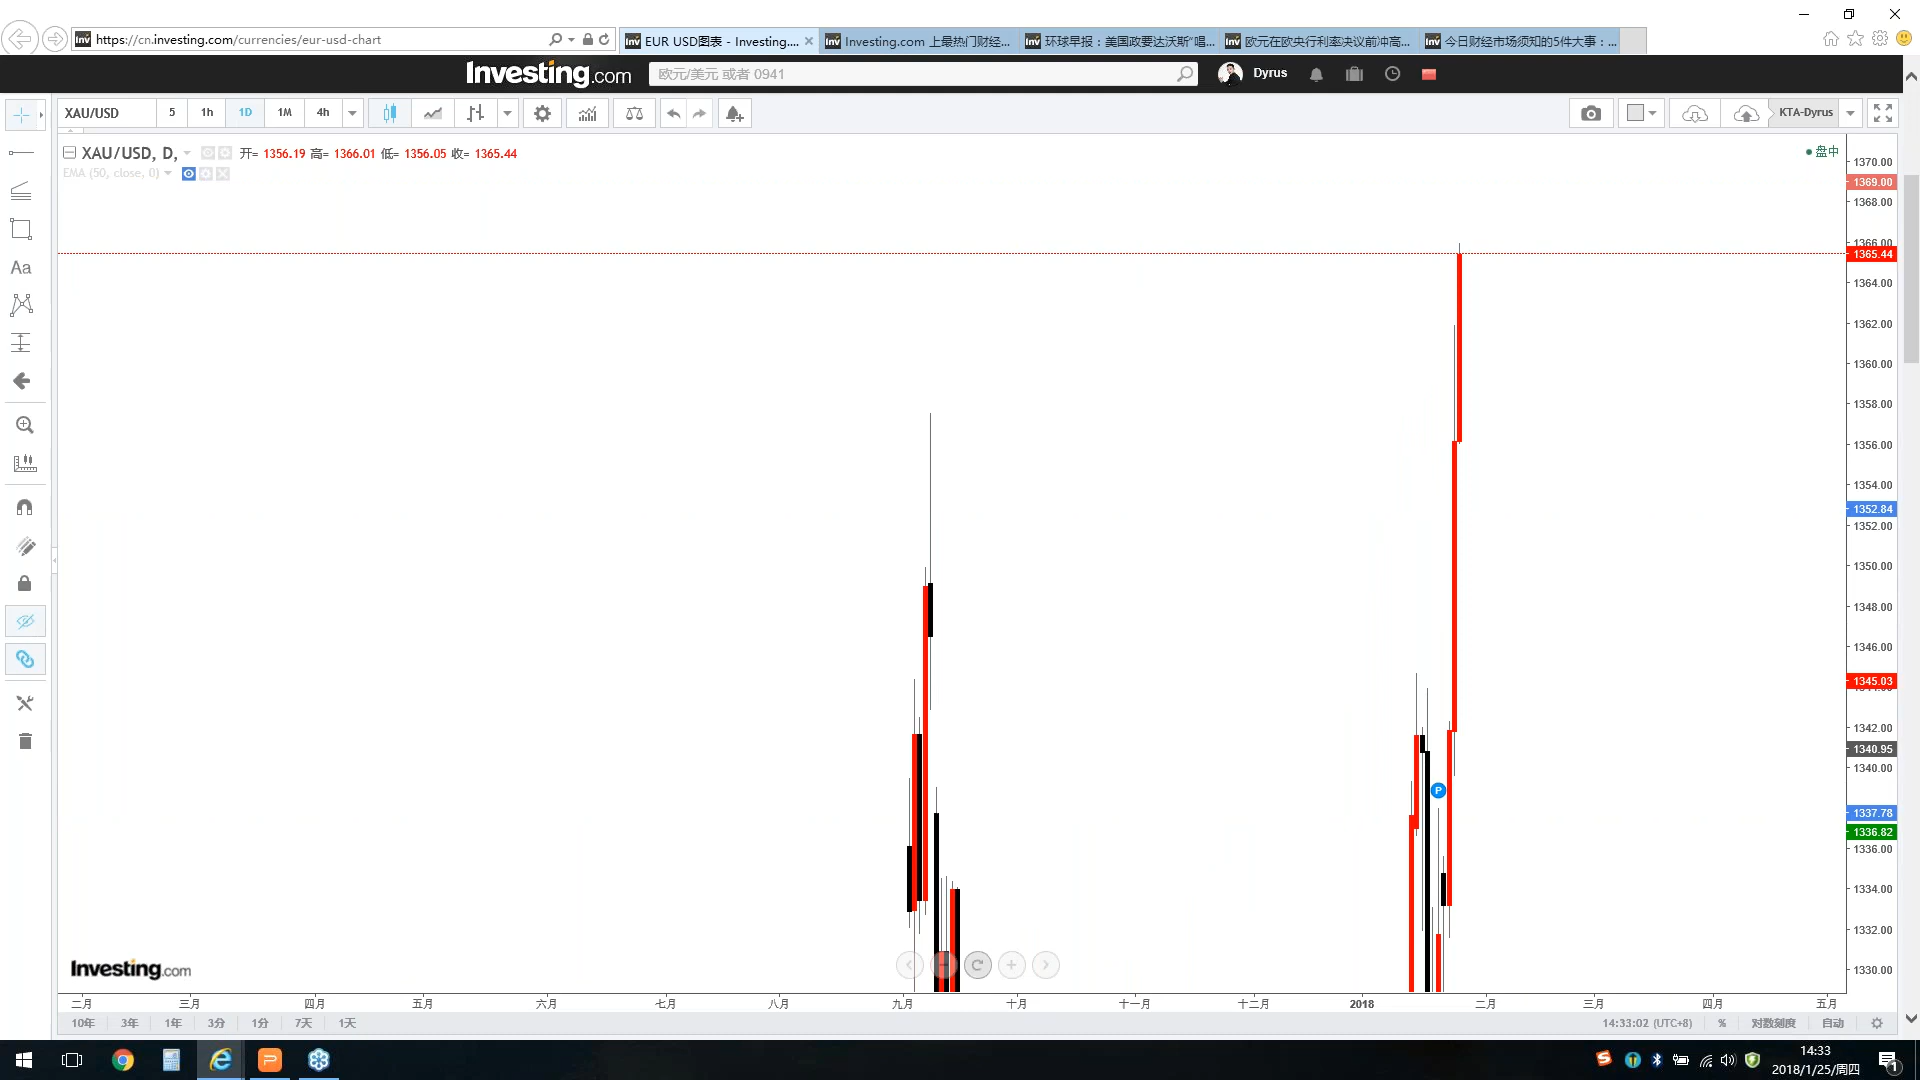 https://cn.investing.com/currencies/eur-usd-chart
EUR USD图表 - Investing....
Investing.com 上最热门财经...
环球早报：美国政要达沃斯“唱...
欧元在欧央行利率决议前冲高...
今日财经市场须知的5件大事：...
Investing.com
欧元/美元 或者 0941
Dyrus
XAU/USD
5
1h
1D
1M
4h
KTA-Dyrus
XAU/USD, D,
开= 1356.19 高= 1366.01 低= 1356.05 收= 1365.44
盘中
EMA (50, close, 0)
Aa
1370.00
1369.00
1368.00
1366.00
1365.44
1364.00
1362.00
1360.00
1358.00
1356.00
1354.00
1352.84
1352.00
1350.00
1348.00
1346.00
1345.03
1342.00
1340.95
1340.00
P
1337.78
1336.82
1336.00
1334.00
1332.00
1330.00
Investing.com
二月 三月 四月 五月 六月 七月 八月 九月 十月 十一月 十二月 2018 二月 三月 四月 五月
10年 3年 1年 3分 1分 7天 1天
14:33:02 (UTC+8) % 对数刻度 自动
14:33
2018/1/25/周四
1